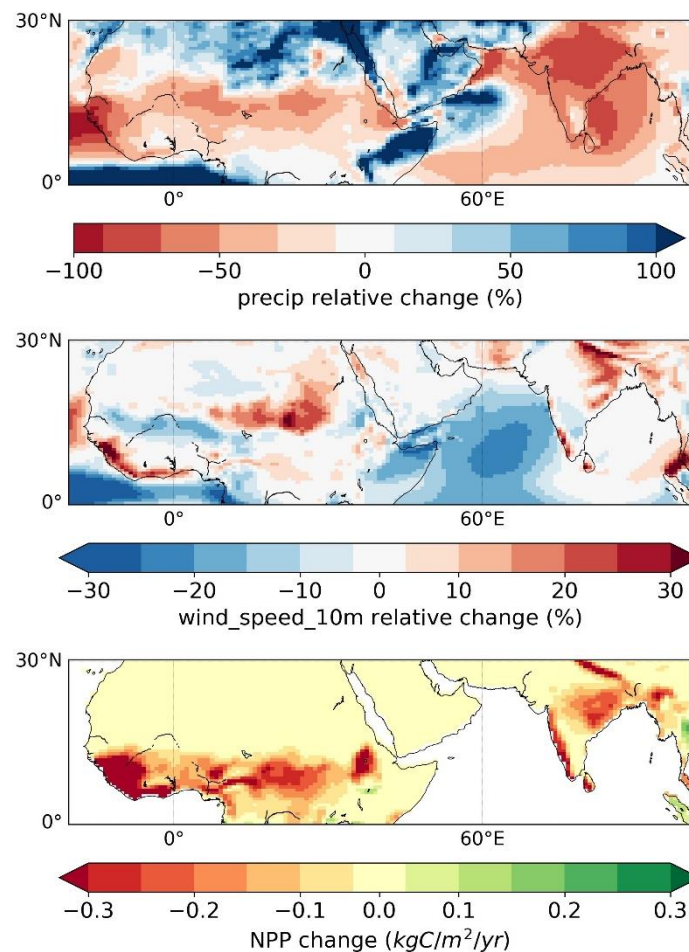 30°N
0°
0° 60°E
−100 −50 0 50 100
precip relative change (%)
30°N
0°
0° 60°E
−30 −20 −10 0 10 20 30
wind_speed_10m relative change (%)
30°N
0°
0° 60°E
−0.3 −0.2 −0.1 0.0 0.1 0.2 0.3
NPP change (kgC/m²/yr)